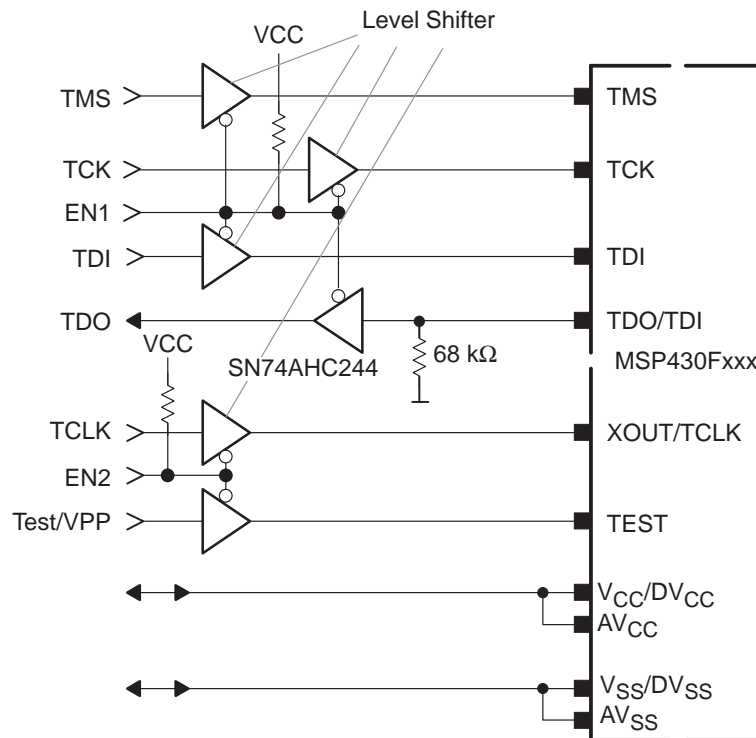 Level Shifter
VCC
TMS
TMS
TCK
TCK
EN1
TDI
TDI
TDO
TDO/TDI
VCC
SN74AHC244
68 kΩ
MSP430Fxxx
TCLK
XOUT/TCLK
EN2
Test/VPP
TEST
VCC/DVCC
AVCC
VSS/DVSS
AVSS